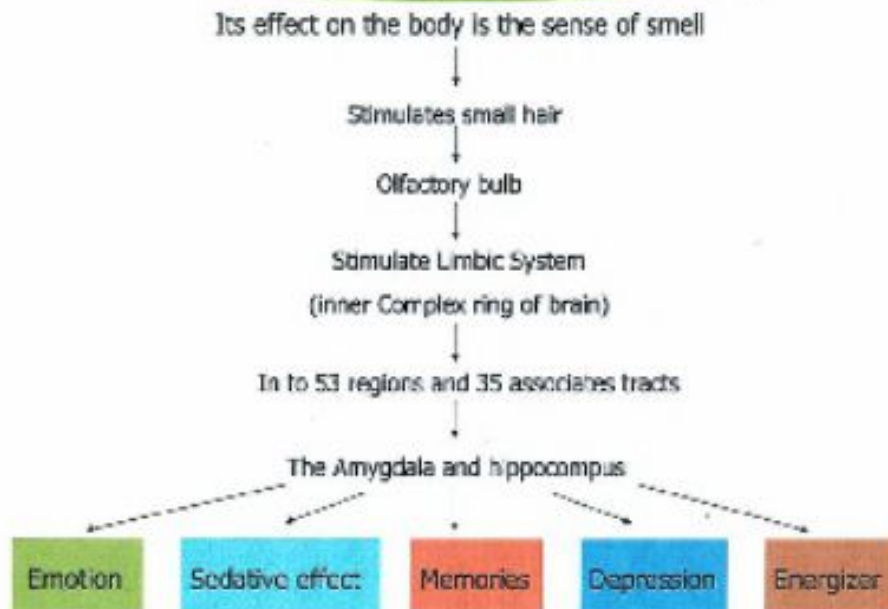 Its effect on the body is the sense of smell
Stimulates small hair
Olfactory bulb
Stimulate Limbic System
(inner Complex ring of brain)
In to 53 regions and 35 associates tracts
The Amygdala and hippocompus
Emotion
Sedative effect
Memories
Depression
Energizer